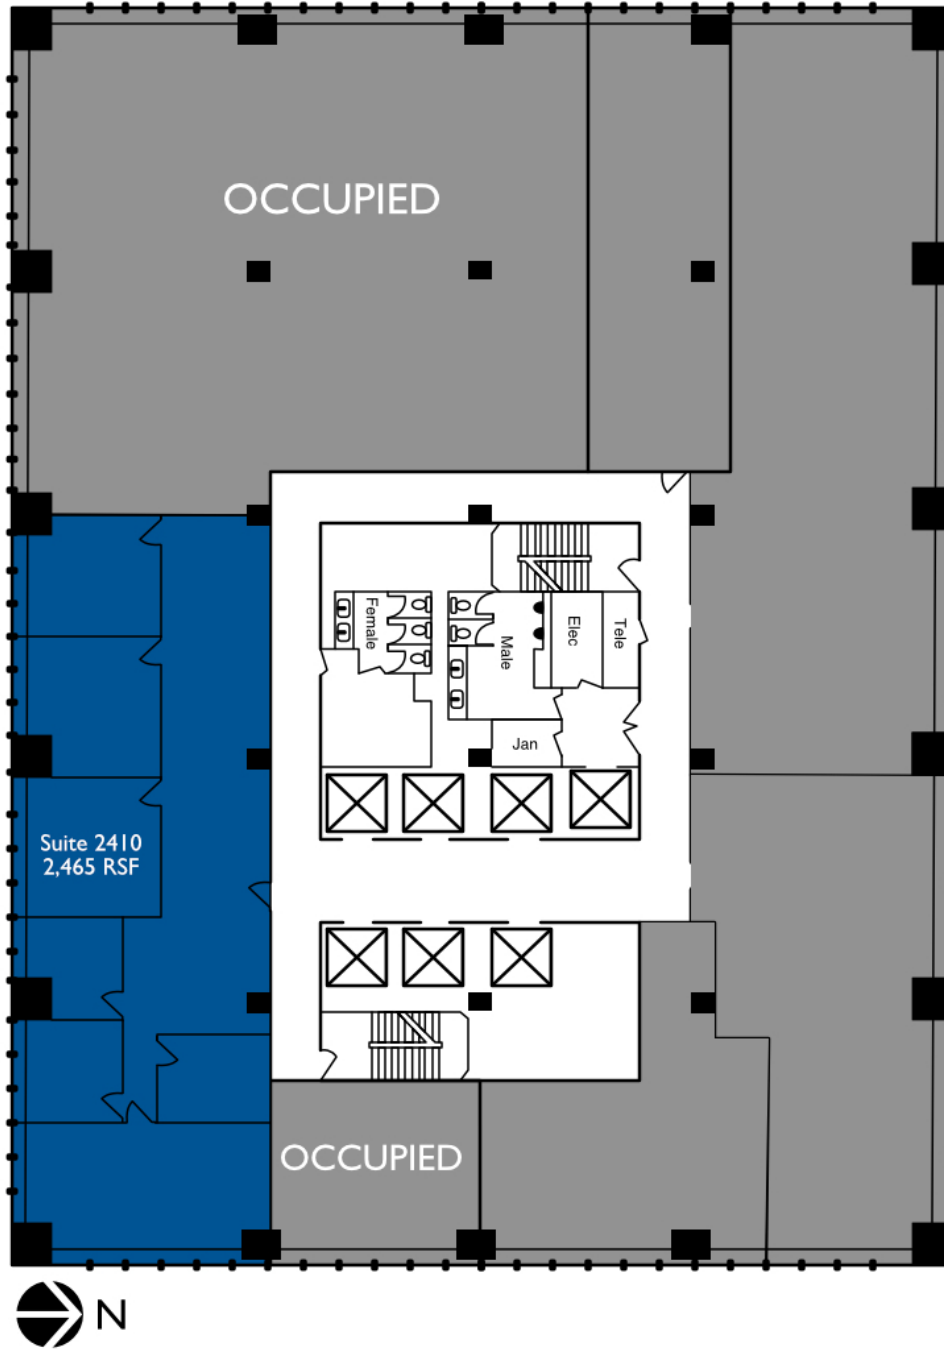 OCCUPIED
Female
Male
Elec
Tele
Jan
Suite 2410
2,465 RSF
OCCUPIED
N